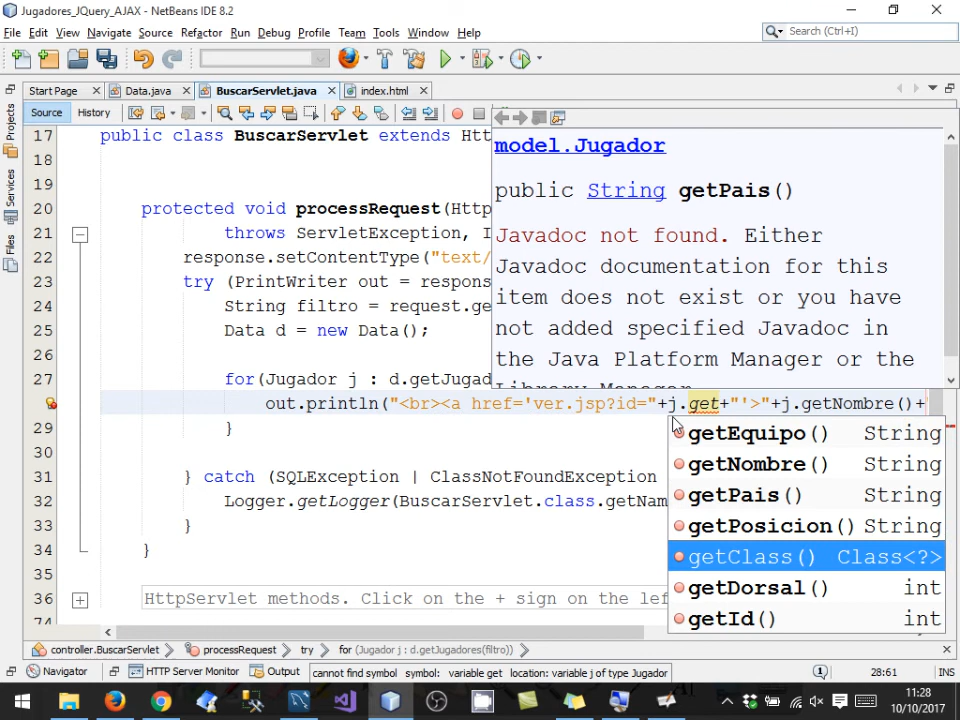 Jugadores_JQuery_AJAX - NetBeans IDE 8.2
File Edit View Navigate Source Refactor Run Debug Profile Team Tools Window Help
Search (Ctrl+I)
Start Page Data.java BuscarServlet.java index.html
Source History
Projects
Services
Files
17 public class BuscarServlet extends Htt
18
19
20 protected void processRequest(Http
21 throws ServletException, I
22 response.setContentType("text/
23 try (PrintWriter out = respons
24 String filtro = request.ge
25 Data d = new Data();
26
27 for(Jugador j : d.getJugad
out.println("<br><a href='ver.jsp?id="+j.get+"'>"+j.getNombre()+
29 }
30
31 } catch (SQLException | ClassNotFoundException
32 Logger.getLogger(BuscarServlet.class.getNam
33 }
34 }
35
36 HttpServlet methods. Click on the + sign on the lef
74
model.Jugador
public String getPais()
Javadoc not found. Either
Javadoc documentation for this
item does not exist or you have
not added specified Javadoc in
the Java Platform Manager or the
Library Manager.
getEquipo() String
getNombre() String
getPais() String
getPosicion() String
getClass() Class<?>
getDorsal() int
getId() int
controller.BuscarServlet processRequest try for (Jugador j : d.getJugadores(filtro))
Navigator HTTP Server Monitor Output cannot find symbol symbol: variable get location: variable j of type Jugador 1 28:61 INS
11:28
10/10/2017